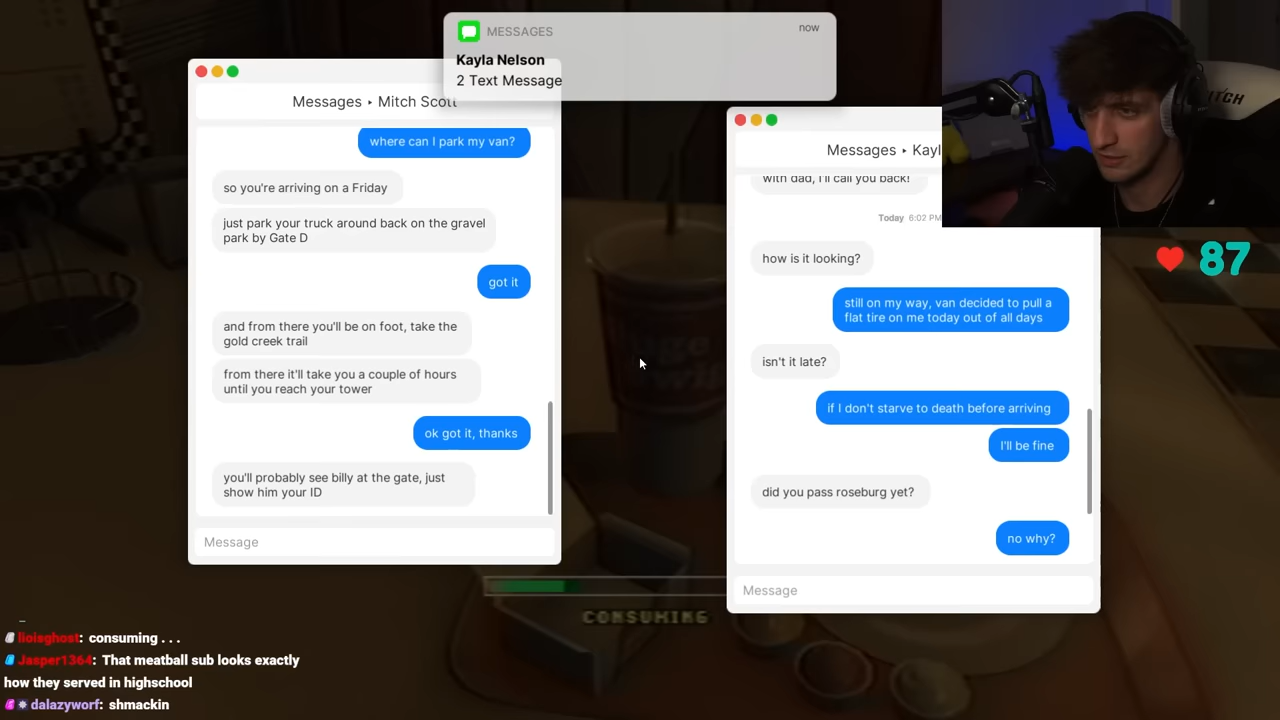 MESSAGES
now
Kayla Nelson
2 Text Message
Messages ‣ Mitch Scott
where can I park my van?
so you're arriving on a Friday
just park your truck around back on the gravel
park by Gate D
got it
and from there you'll be on foot, take the
gold creek trail
from there it'll take you a couple of hours
until you reach your tower
ok got it, thanks
you'll probably see billy at the gate, just
show him your ID
Message
Messages ‣ Kayl
with dad, I'll call you back!
Today 6:02 PM
how is it looking?
still on my way, van decided to pull a
flat tire on me today out of all days
isn't it late?
if I don't starve to death before arriving
I'll be fine
did you pass roseburg yet?
no why?
Message
87
CONSUMING
lioisghost: consuming . . .
Jasper1364: That meatball sub looks exactly
how they served in highschool
dalazyworf: shmackin